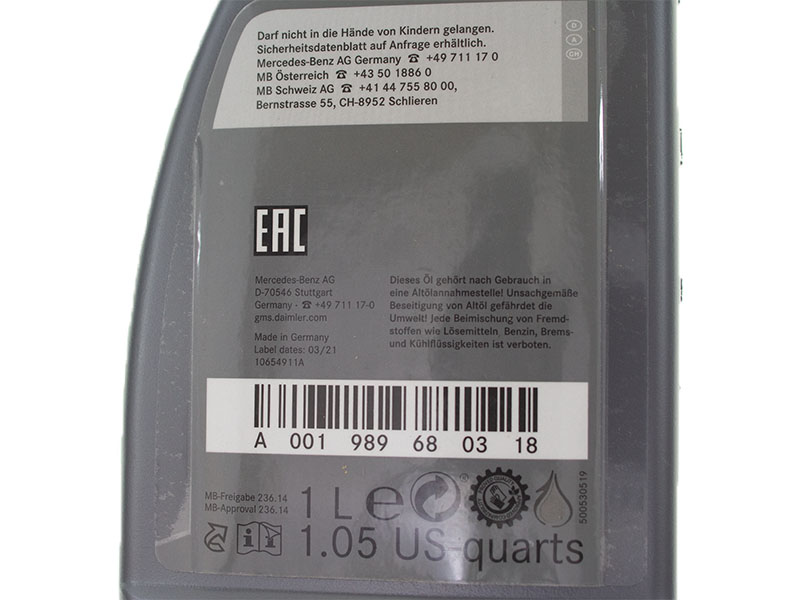 Darf nicht in die Hände von Kindern gelangen.
Sicherheitsdatenblatt auf Anfrage erhältlich.
Mercedes-Benz AG Germany ☎ +49 711 17 0
MB Österreich ☎ +43 50 1886 0
MB Schweiz AG ☎ +41 44 755 80 00,
Bernstrasse 55, CH-8952 Schlieren
D
A
CH
EAC
Mercedes-Benz AG
D-70546 Stuttgart
Germany - ☎ +49 711 17-0
gms.daimler.com
Made in Germany
Label dates: 03/21
10654911A
Dieses Öl gehört nach Gebrauch in
eine Altölannahmestelle! Unsachgemäße
Beseitigung von Altöl gefährdet die
Umwelt! Jede Beimischung von Fremd-
stoffen wie Lösemitteln, Benzin, Brems-
und Kühlflüssigkeiten ist verboten.
A 001 989 68 03 18
MB-Freigabe 236.14
MB-Approval 236.14
1 L ℮
®
1.05 US-quarts
500530519